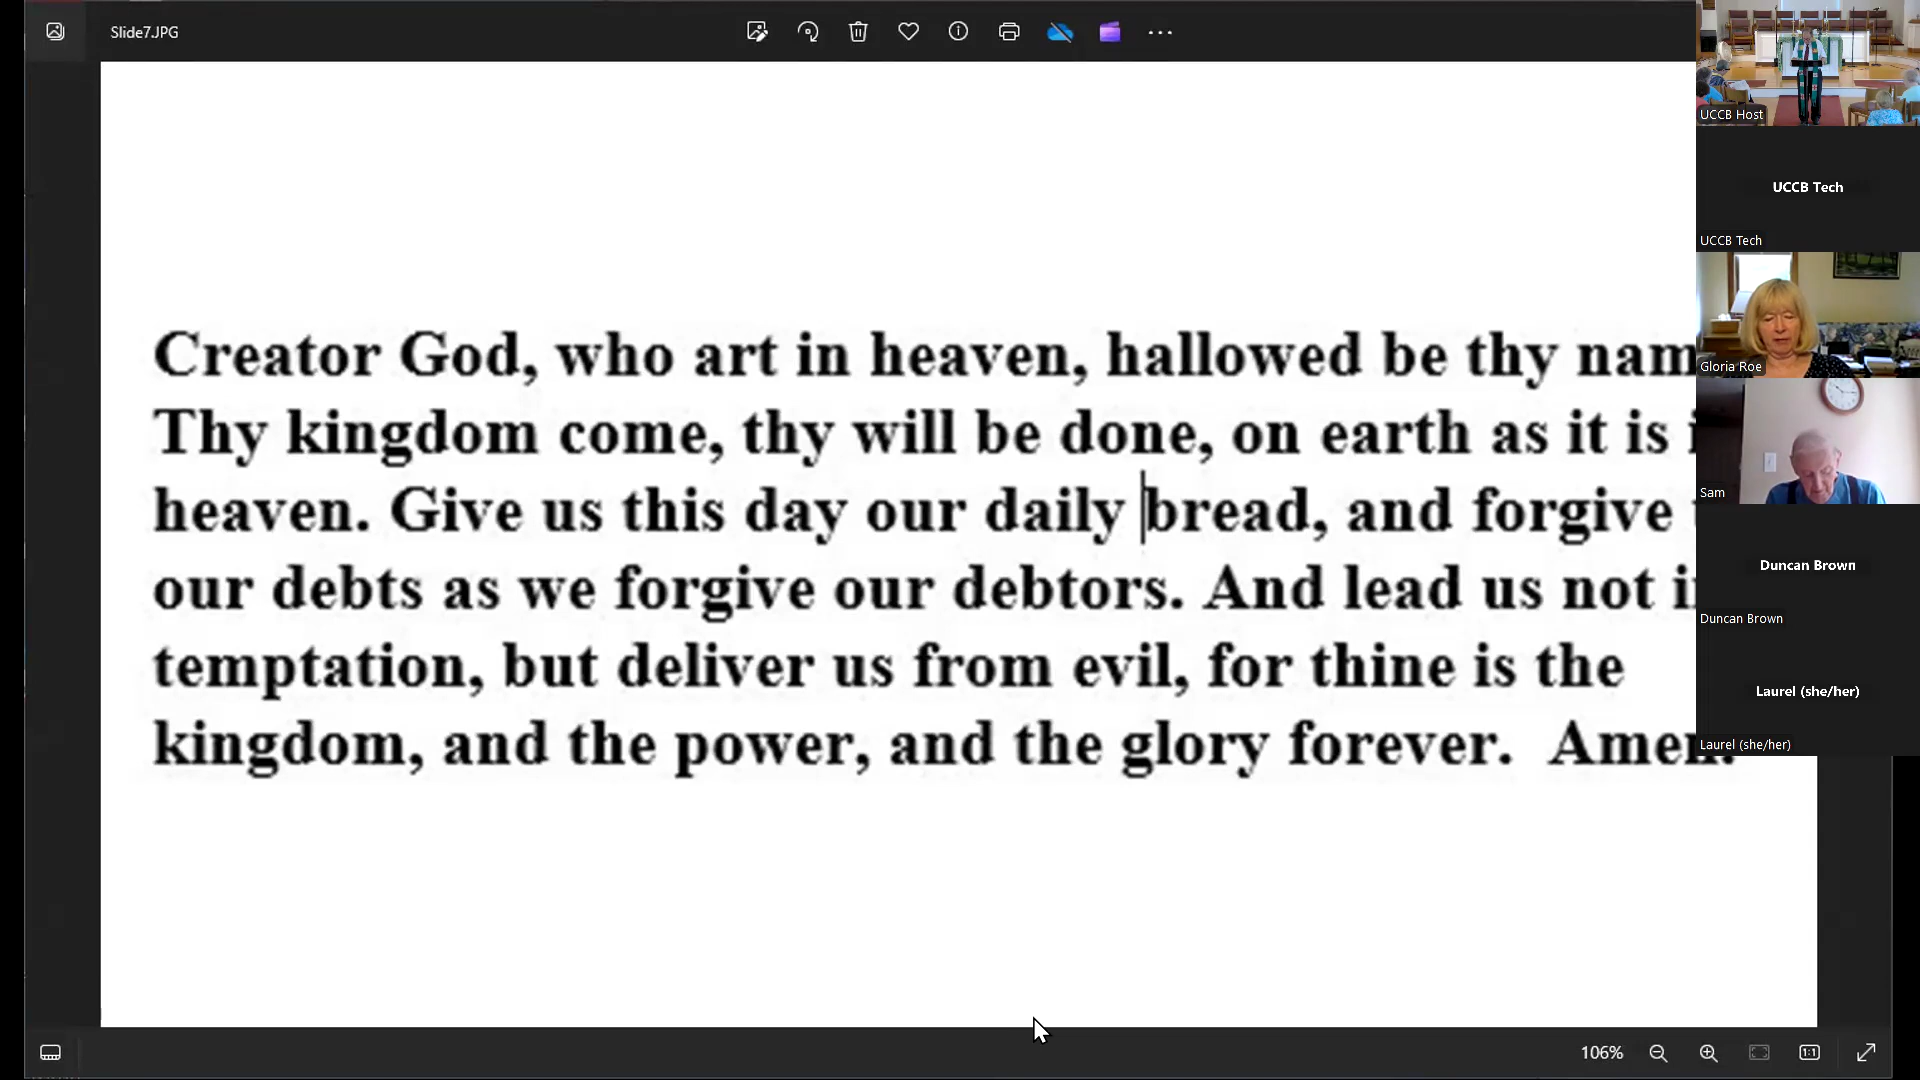 Slide7.JPG
Creator God, who art in heaven, hallowed be thy nam
Thy kingdom come, thy will be done, on earth as it is
heaven. Give us this day our daily bread, and forgive
our debts as we forgive our debtors. And lead us not
temptation, but deliver us from evil, for thine is the
kingdom, and the power, and the glory forever. Amen.
UCCB Host
UCCB Tech
UCCB Tech
Gloria Roe
Sam
Duncan Brown
Duncan Brown
Laurel (she/her)
Laurel (she/her)
106%
1:1